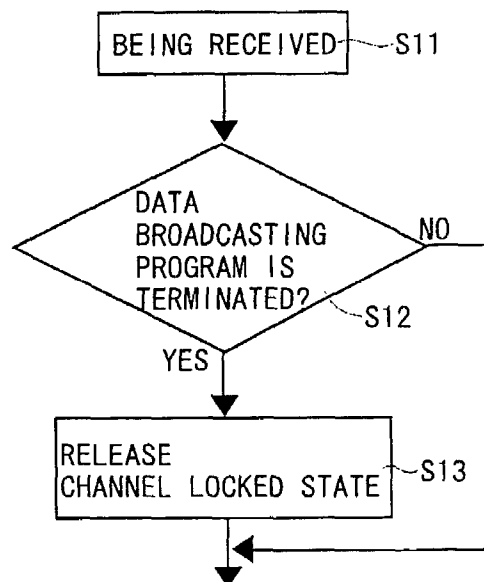 BEING RECEIVED
S11
DATA
BROADCASTING
PROGRAM IS
TERMINATED?
NO
S12
YES
RELEASE
CHANNEL LOCKED STATE
S13